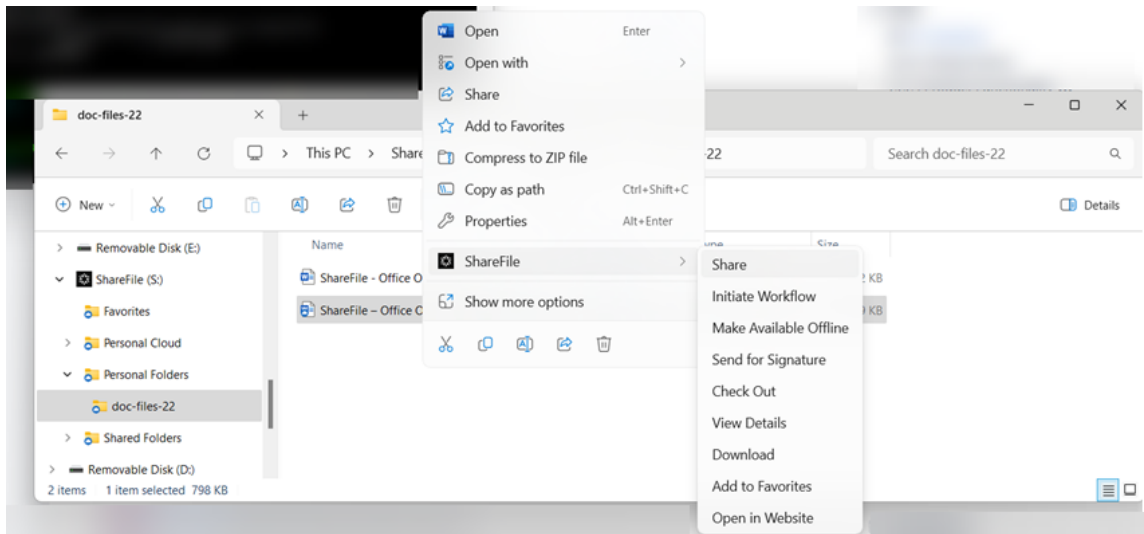 Open Enter
Open with
Share
Add to Favorites
Compress to ZIP file
Copy as path Ctrl+Shift+C
Properties Alt+Enter
ShareFile
Show more options
doc-files-22
This PC Share
-22
Search doc-files-22
New
Details
Removable Disk (E:)
ShareFile (S:)
Favorites
Personal Cloud
Personal Folders
doc-files-22
Shared Folders
Removable Disk (D:)
2 items 1 item selected 798 KB
Name
Size
ShareFile - Office O
KB
ShareFile – Office O
KB
Share
Initiate Workflow
Make Available Offline
Send for Signature
Check Out
View Details
Download
Add to Favorites
Open in Website